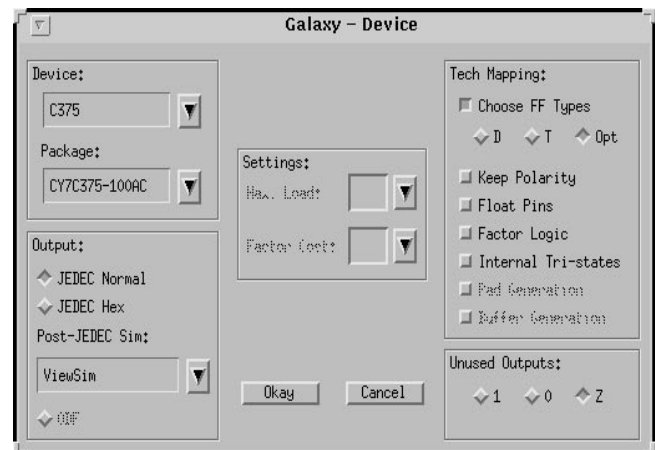 Galaxy – Device
Device:
C375
Package:
CY7C375-100AC
Output:
JEDEC Normal
JEDEC Hex
Post-JEDEC Sim:
ViewSim
QDF
Settings:
Max. Load:
Factor Cost:
Okay
Cancel
Tech Mapping:
Choose FF Types
D T Opt
Keep Polarity
Float Pins
Factor Logic
Internal Tri-states
Pad Generation
Buffer Generation
Unused Outputs:
1 0 Z